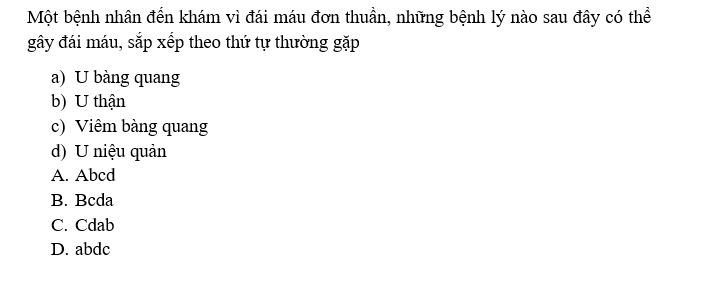 Một bệnh nhân đến khám vì đái máu đơn thuần, những bệnh lý nào sau đây có thể
gây đái máu, sắp xếp theo thứ tự thường gặp
a) U bàng quang
b) U thận
c) Viêm bàng quang
d) U niệu quản
A. Abcd
B. Bcda
C. Cdab
D. abdc